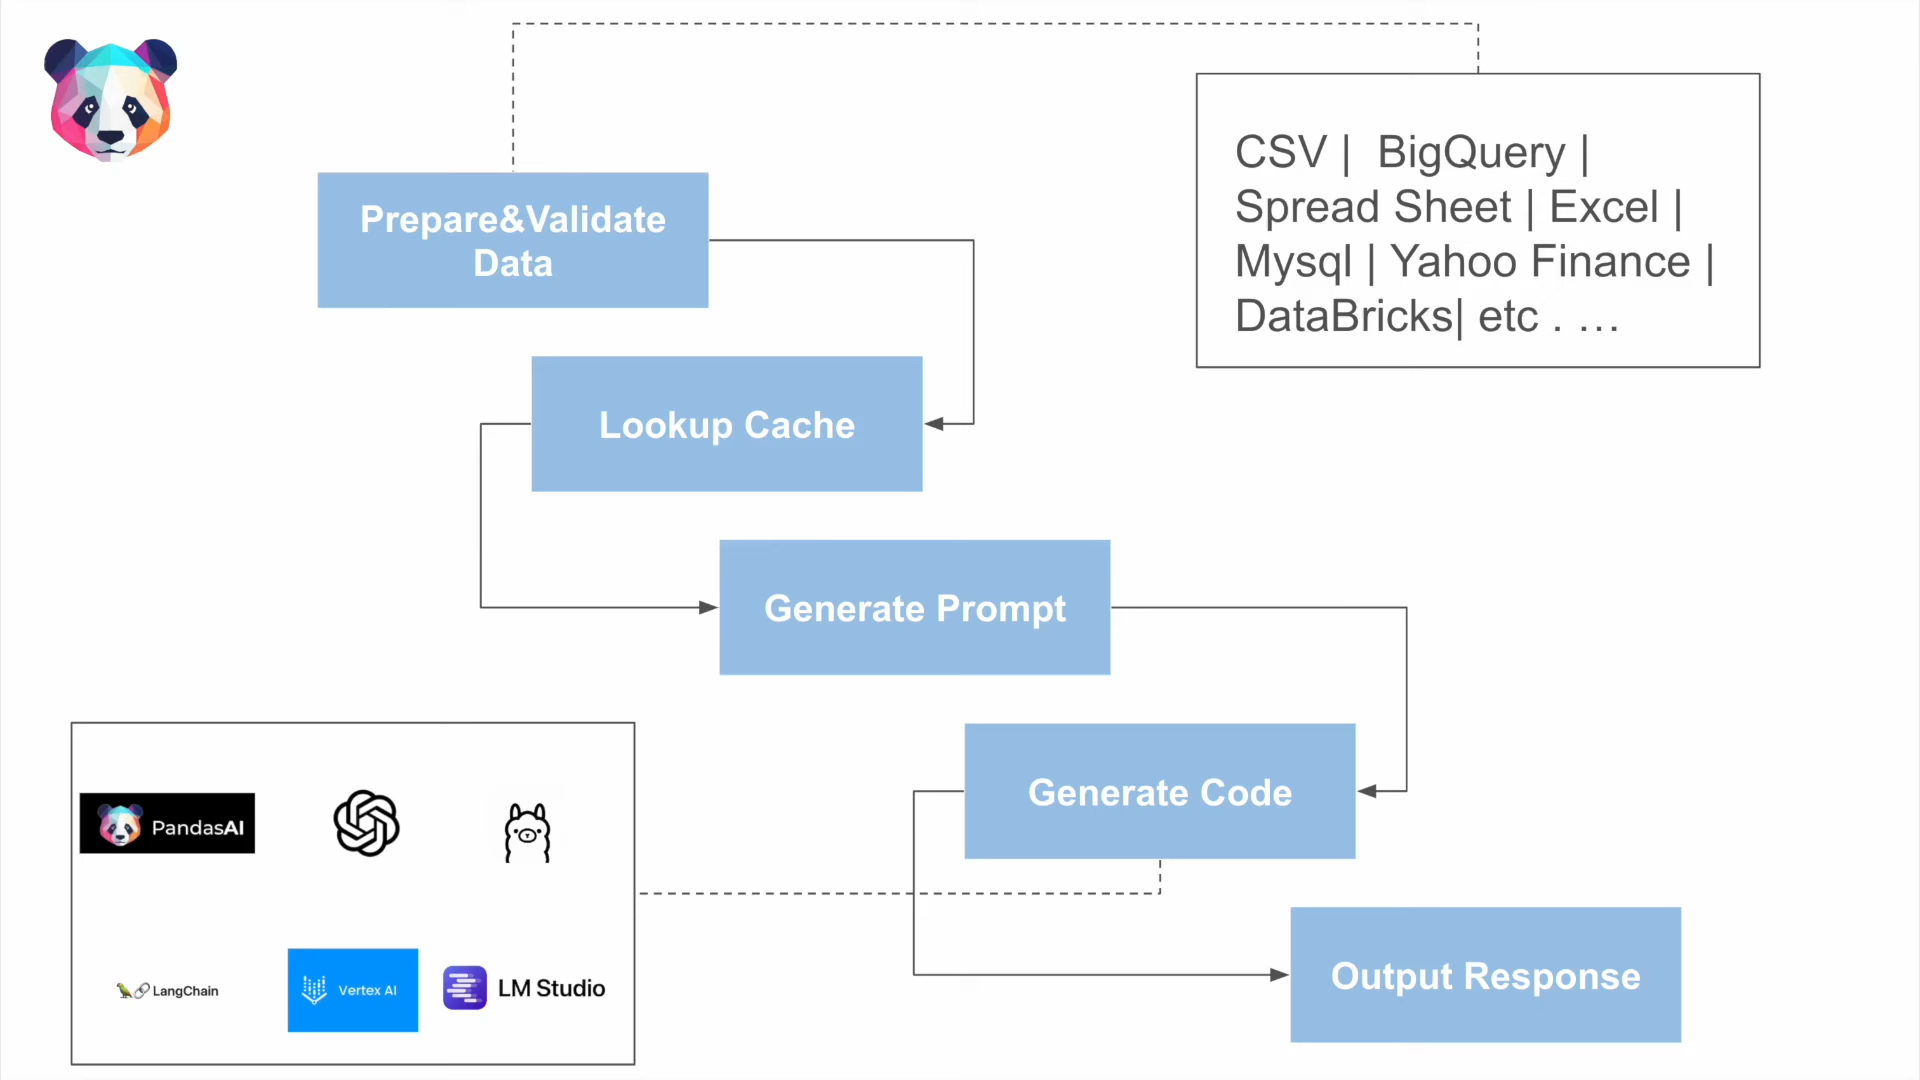 CSV |  BigQuery |
Spread Sheet | Excel |
Mysql | Yahoo Finance |
DataBricks| etc . ...
Prepare&Validate
Data
Lookup Cache
Generate Prompt
Generate Code
Output Response
PandasAI
LangChain
Vertex AI
LM Studio